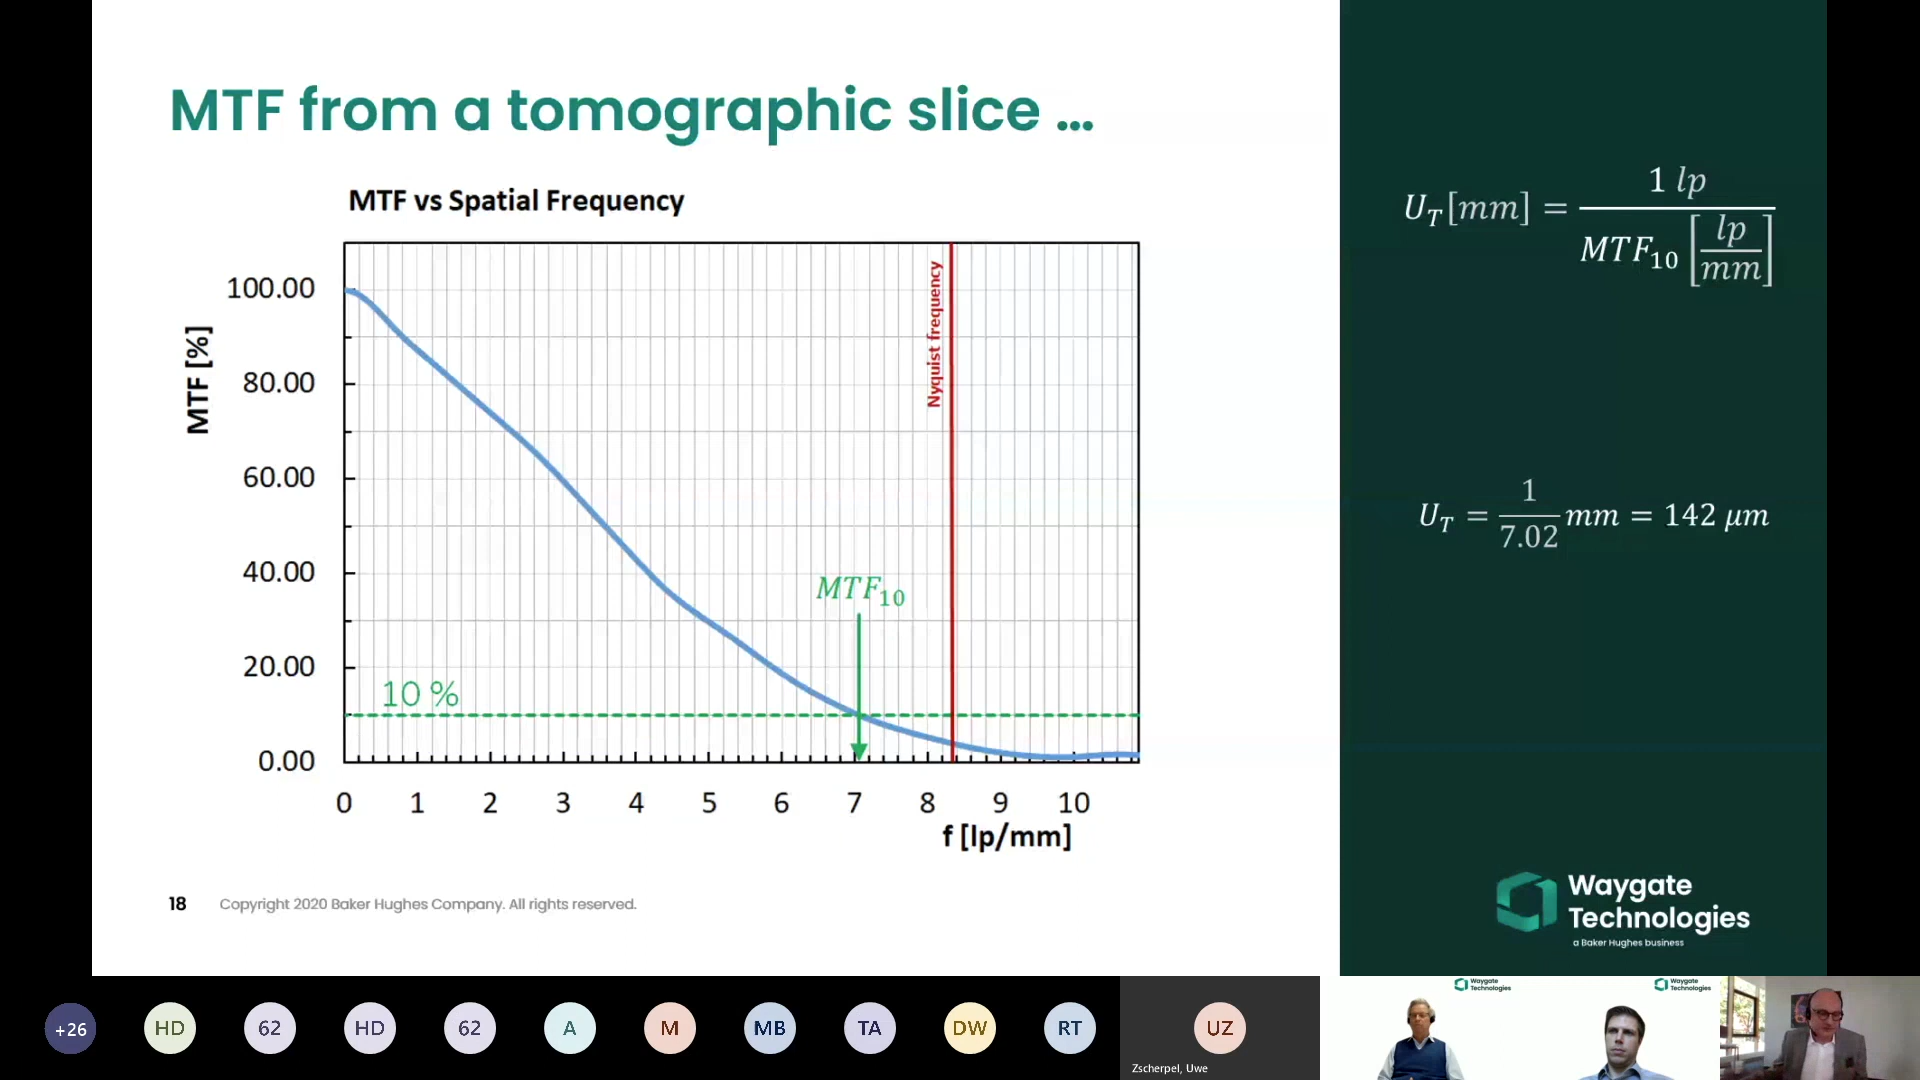 MTF from a tomographic slice ...
MTF vs Spatial Frequency
MTF [%]
100.00
80.00
60.00
40.00
20.00
0.00
0 1 2 3 4 5 6 7 8 9 10
f [lp/mm]
Nyquist frequency
MTF₁₀
10 %
U_T[mm] = 1 lp / MTF₁₀ [lp/mm]
U_T = 1/7.02 mm = 142 μm
18 Copyright 2020 Baker Hughes Company. All rights reserved.
Waygate
Technologies
a Baker Hughes business
+26 HD 62 HD 62 A M MB TA DW RT UZ
Zscherpel, Uwe
Waygate
Technologies
Waygate
Technologies